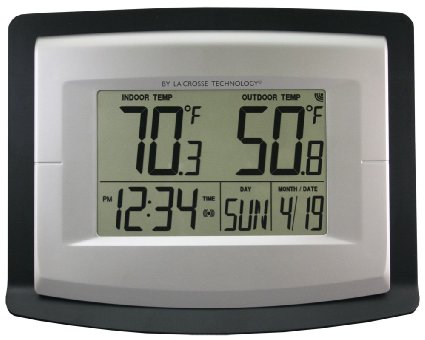 BY LA CROSSE TECHNOLOGY®
INDOOR TEMP OUTDOOR TEMP
70.3 °F 50.8 °F
DAY MONTH / DATE
PM 12:34 TIME SUN 4/19